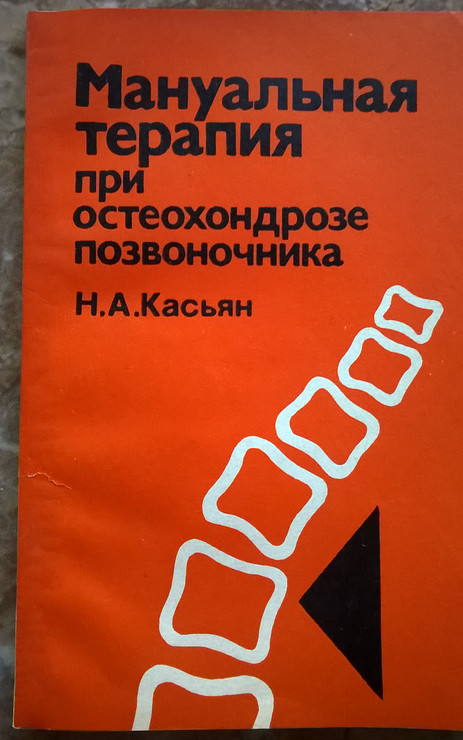 Мануальная
терапия
при
остеохондрозе
позвоночника
Н.А.Касьян